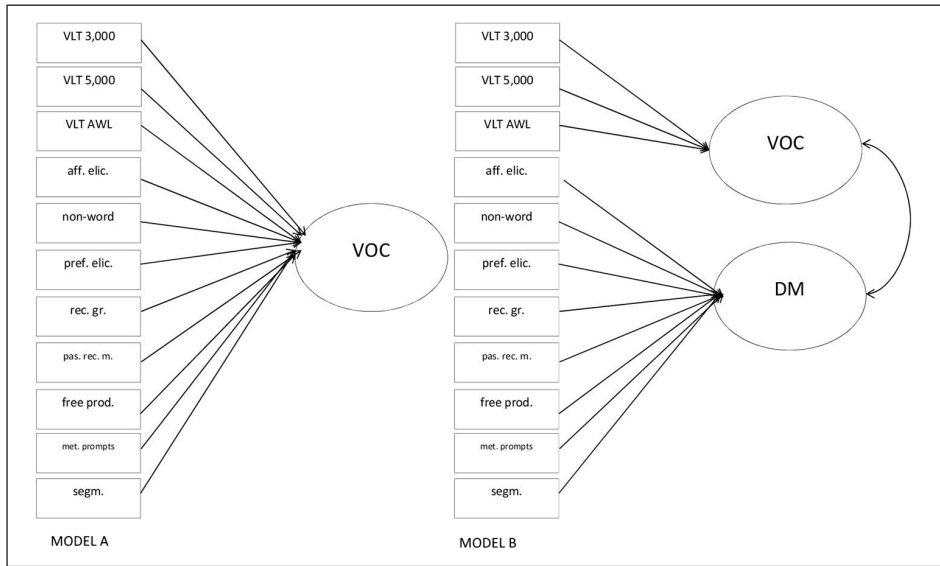 VLT 3,000
VLT 5,000
VLT AWL
aff. elic.
non-word
pref. elic.
rec. gr.
pas. rec. m.
free prod.
met. prompts
segm.
VOC
MODEL A
VLT 3,000
VLT 5,000
VLT AWL
aff. elic.
non-word
pref. elic.
rec. gr.
pas. rec. m.
free prod.
met. prompts
segm.
VOC
DM
MODEL B